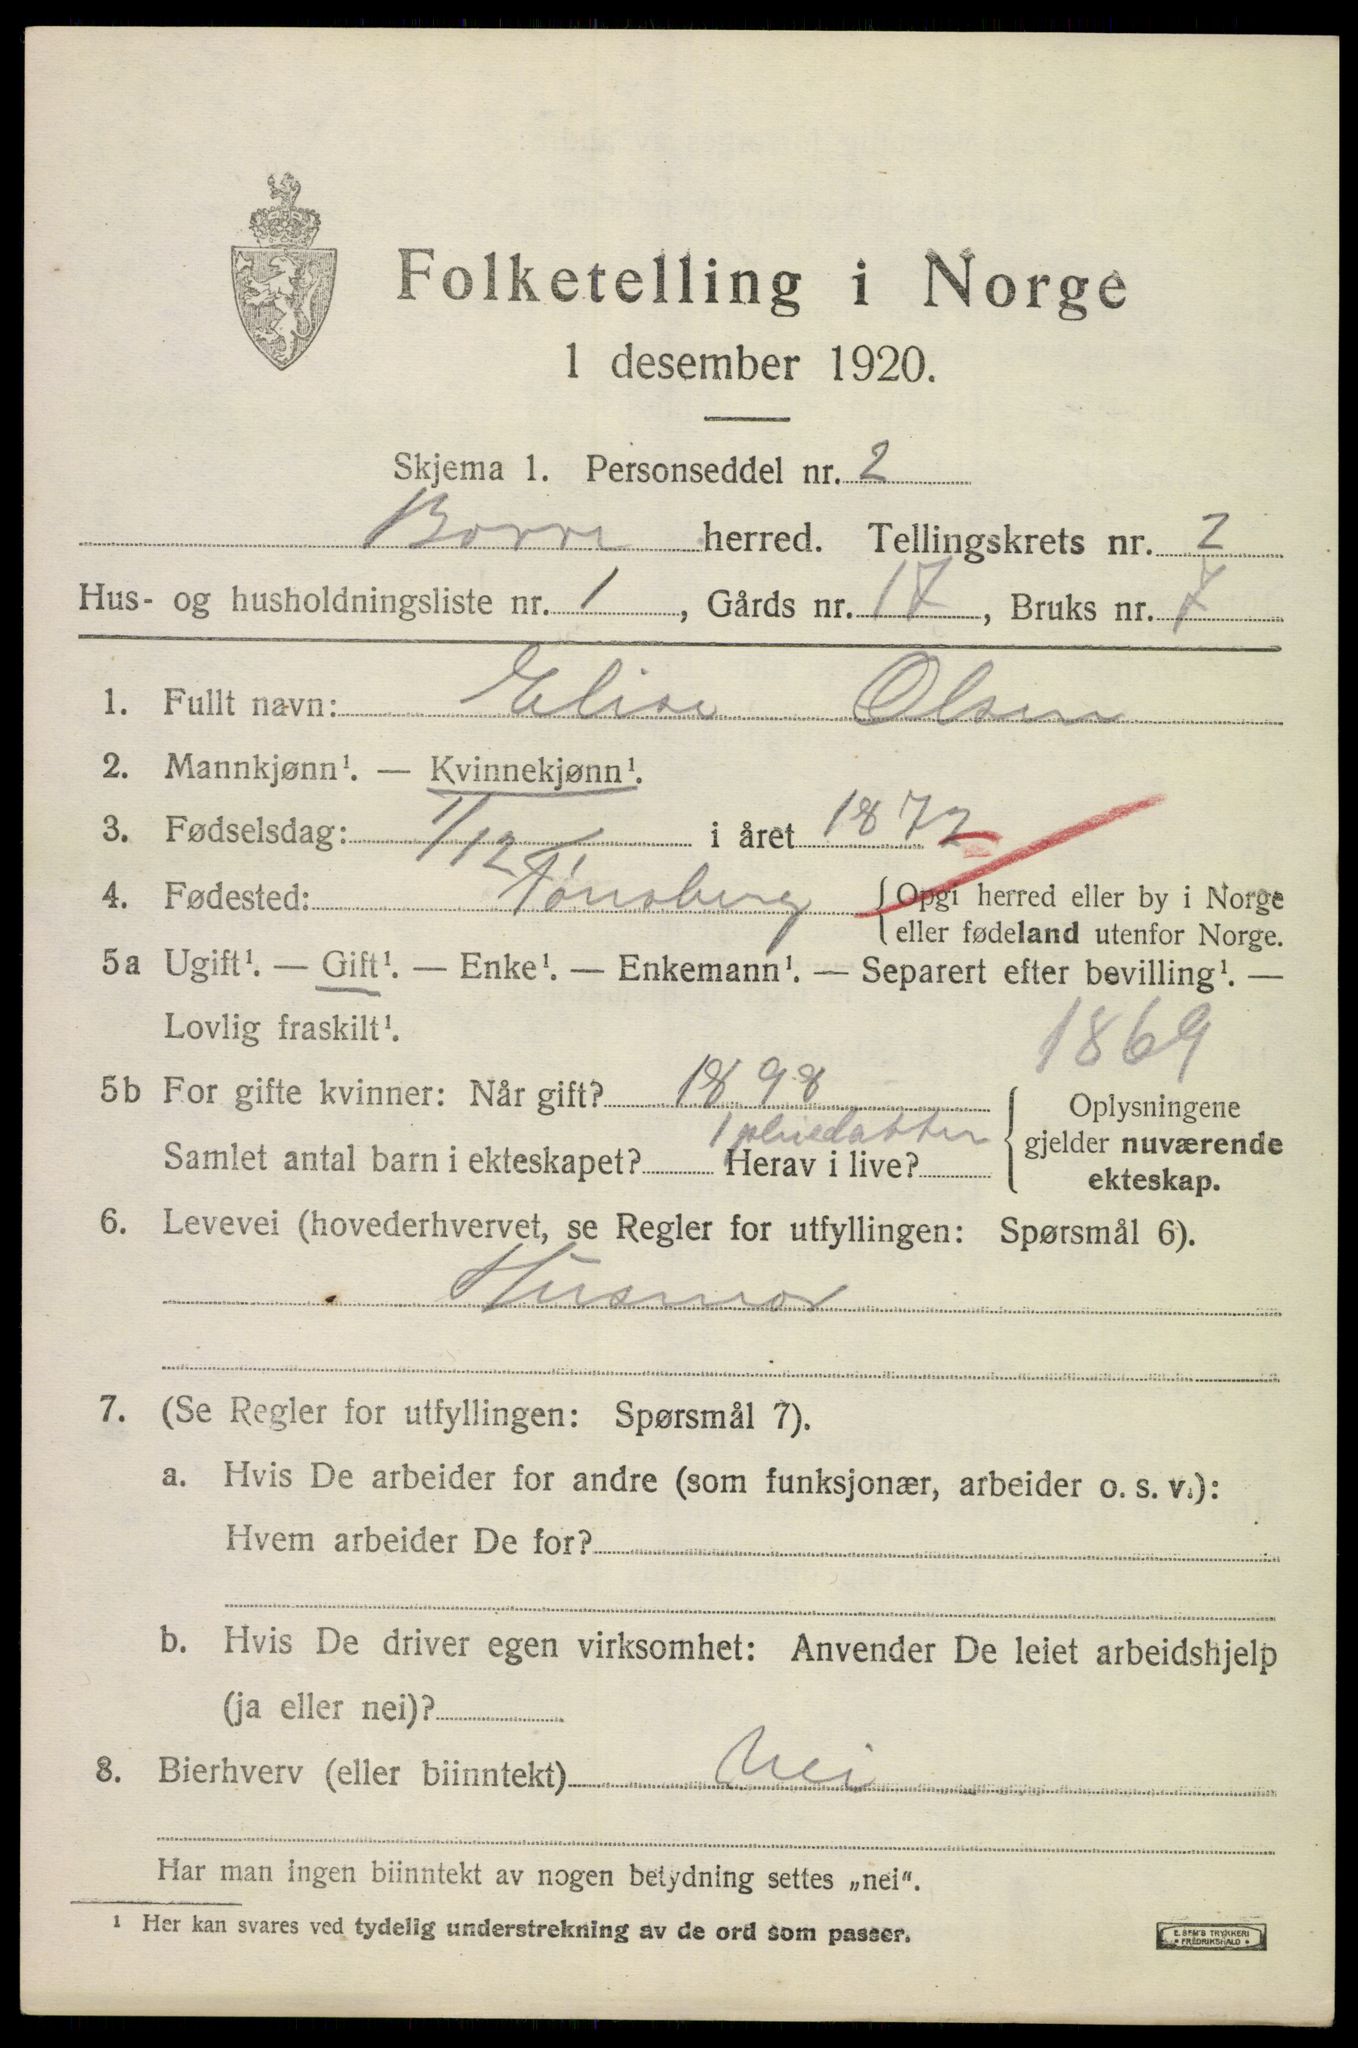 Folketelling i Norge
1 desember 1920.
Skjema 1. Personseddel nr. 2
Borre herred. Tellingskrets nr. 2
Hus- og husholdningsliste nr. 1, Gårds nr. 17, Bruks nr. 7
1. Fullt navn: Elise Olsen
2. Mannkjønn¹. — Kvinnekjønn¹.
3. Fødselsdag: 1/12 i året 1872
4. Fødested: Tønsberg { Opgi herred eller by i Norge
eller fødeland utenfor Norge.
5a Ugift¹. — Gift¹. — Enke¹. — Enkemann¹. — Separert efter bevilling¹. —
Lovlig fraskilt¹.
1869
5b For gifte kvinner: Når gift? 1898
1 pleiedatter
Samlet antal barn i ekteskapet? Herav i live?
Oplysningene
gjelder nuværende
ekteskap.
6. Levevei (hovederhvervet, se Regler for utfyllingen: Spørsmål 6).
Husmor
7. (Se Regler for utfyllingen: Spørsmål 7).
a. Hvis De arbeider for andre (som funksjonær, arbeider o. s. v.):
Hvem arbeider De for?
b. Hvis De driver egen virksomhet: Anvender De leiet arbeidshjelp
(ja eller nei)?
8. Bierhverv (eller biinntekt) Nei
Har man ingen biinntekt av nogen betydning settes „nei“.
¹ Her kan svares ved tydelig understrekning av de ord som passer.
E. SEM'S TRYKKERI
• FREDRIKSHALD •